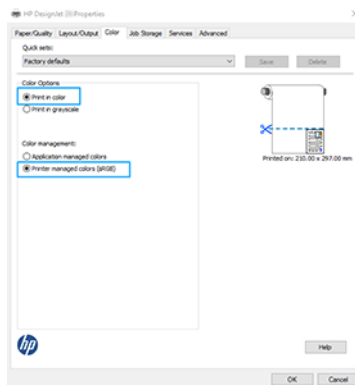 HP DesignJet Properties
Paper/Quality Layout/Output Color Job Storage Services Advanced
Quick sets:
Factory defaults Save Delete
Color Options
Print in color
Print in grayscale
Color management:
Application managed colors
Printer managed colors (sRGB)
Printed on: 210.00 x 297.00 mm
hp
Help
OK Cancel